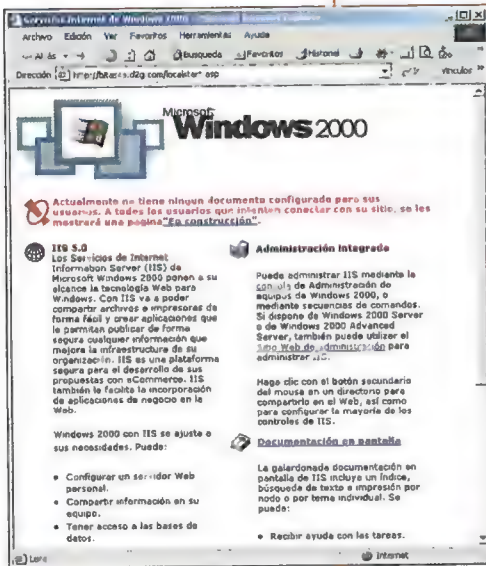 Servicios Internet de Windows 2000
Archivo Edición Ver Favoritos Herramientas Ayuda
Búsqueda Favoritos Historial
Dirección
Vínculos »
Microsoft
Windows 2000
Actualmente no tiene ningun documento configurado para sus
usuarios. A todos los usuarios que intenten conectar con su sitio, se les
mostrará una página "En construcción".
IIS 5.0
Los Servicios de Internet
Information Server (IIS) de
Microsoft Windows 2000 ponen a su
alcance la tecnología Web para
Windows. Con IIS va a poder
compartir archivos e impresoras de
forma fácil y crear aplicaciones que
le permitan publicar de forma
segura cualquier información que
mejore la infraestructura de su
organización. IIS es una plataforma
segura para el desarrollo de sus
propuestas con eCommerce. IIS
también le facilita la incorporación
de aplicaciones de negocio en la
Web.
Windows 2000 con IIS se ajusta a
sus necesidades. Puede:
• Configurar un servidor Web
personal.
• Compartir información en su
equipo.
• Tener acceso a las bases de
datos.
Administración integrada
Puede administrar IIS mediante la
consola de Administración de
equipos de Windows 2000, o
mediante secuencias de comandos.
Si dispone de Windows 2000 Server
o de Windows 2000 Advanced
Server, también puede utilizar el
Sitio Web de administración para
administrar IIS.
Haga clic con el botón secundario
del mouse en un directorio para
compartirlo en el Web, así como
para configurar la mayoría de los
controles de IIS.
Documentación en pantalla
La galardonada documentación en
pantalla de IIS incluye un índice,
búsqueda de texto e impresión por
nodo o por tema individual. Se
puede:
• Recibir ayuda con las tareas.
Listo
Internet